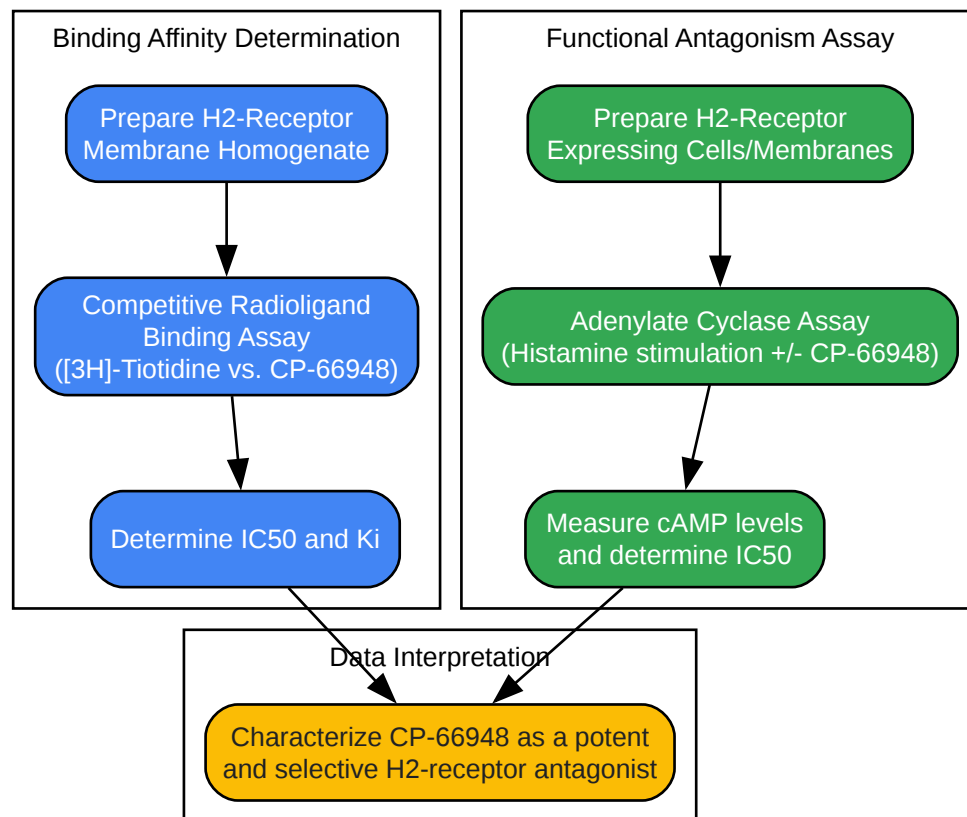 Binding Affinity Determination
Prepare H2-Receptor
Membrane Homogenate
Competitive Radioligand
Binding Assay
([3H]-Tiotidine vs. CP-66948)
Determine IC50 and Ki
Functional Antagonism Assay
Prepare H2-Receptor
Expressing Cells/Membranes
Adenylate Cyclase Assay
(Histamine stimulation +/- CP-66948)
Measure cAMP levels
and determine IC50
Data Interpretation
Characterize CP-66948 as a potent
and selective H2-receptor antagonist